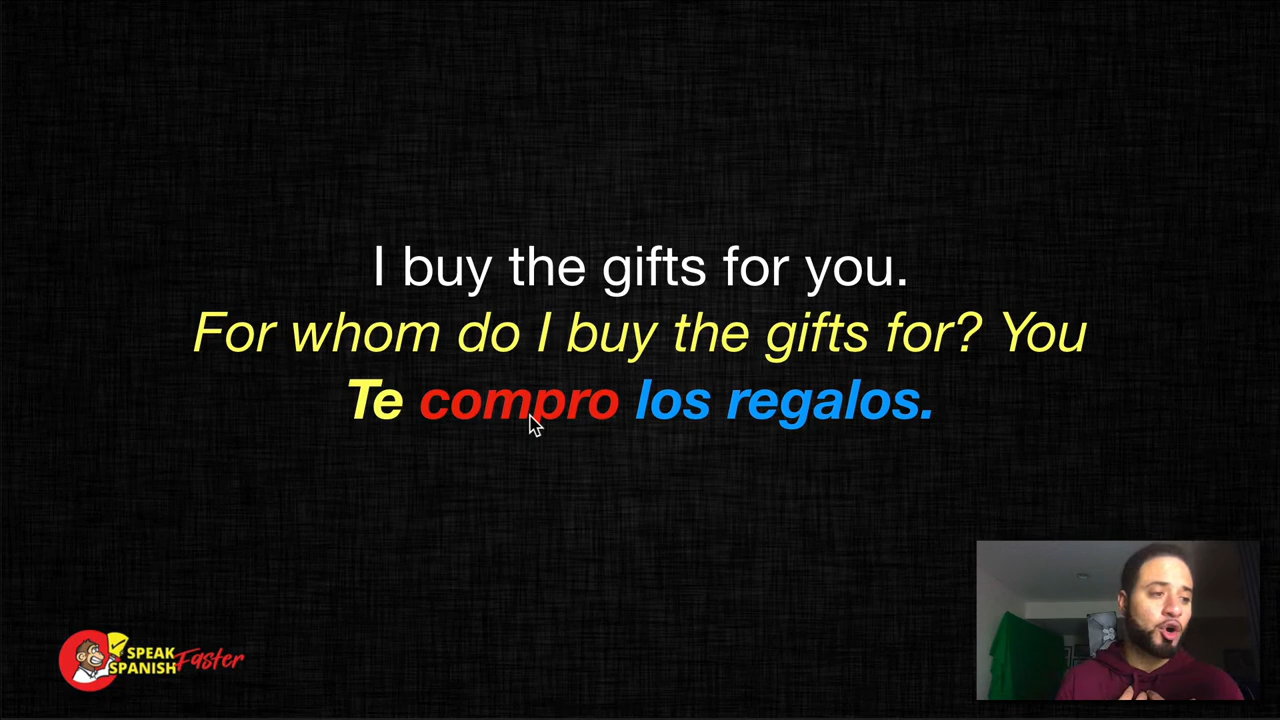 I buy the gifts for you.
For whom do I buy the gifts for? You
Te compro los regalos.
SPEAK
SPANISH Faster